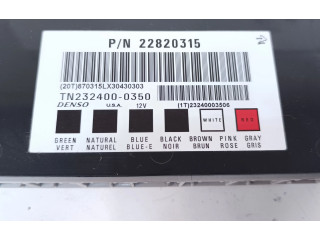 P/N 22820315
(20T)870315LX30430303
TN232400-0350
DENSO U.S.A. 12V (1T)23240003506
WHITE RED
GREEN NATURAL BLUE BLACK BROWN PINK GRAY
VERT NATUREL BLUE-E NOIR BRUN ROSE GRIS